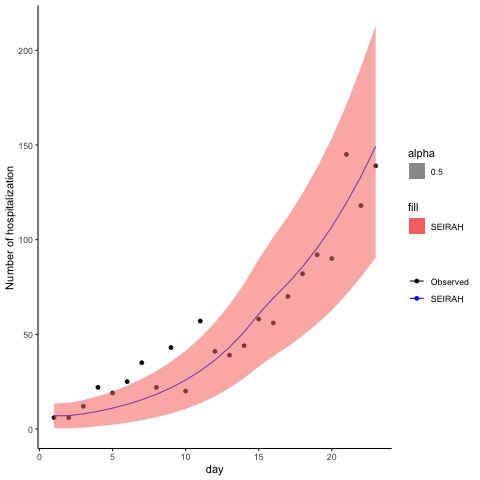 200
150
100
50
0
Number of hospitalization
0 5 10 15 20
day
alpha
0.5
fill
SEIRAH
Observed
SEIRAH